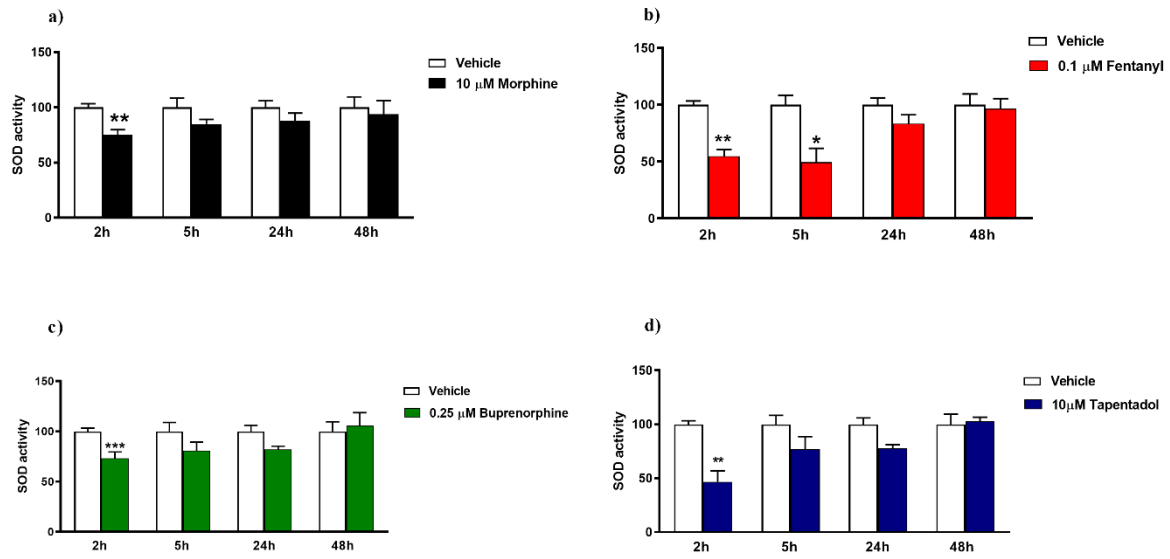 a)
Vehicle
10 μM Morphine
SOD activity
150
100
50
0
**
2h
5h
24h
48h
b)
Vehicle
0.1 μM Fentanyl
SOD activity
150
100
50
0
**
*
2h
5h
24h
48h
c)
Vehicle
0.25 μM Buprenorphine
SOD activity
150
100
50
0
***
2h
5h
24h
48h
d)
Vehicle
10μM Tapentadol
SOD activity
150
100
50
0
**
2h
5h
24h
48h